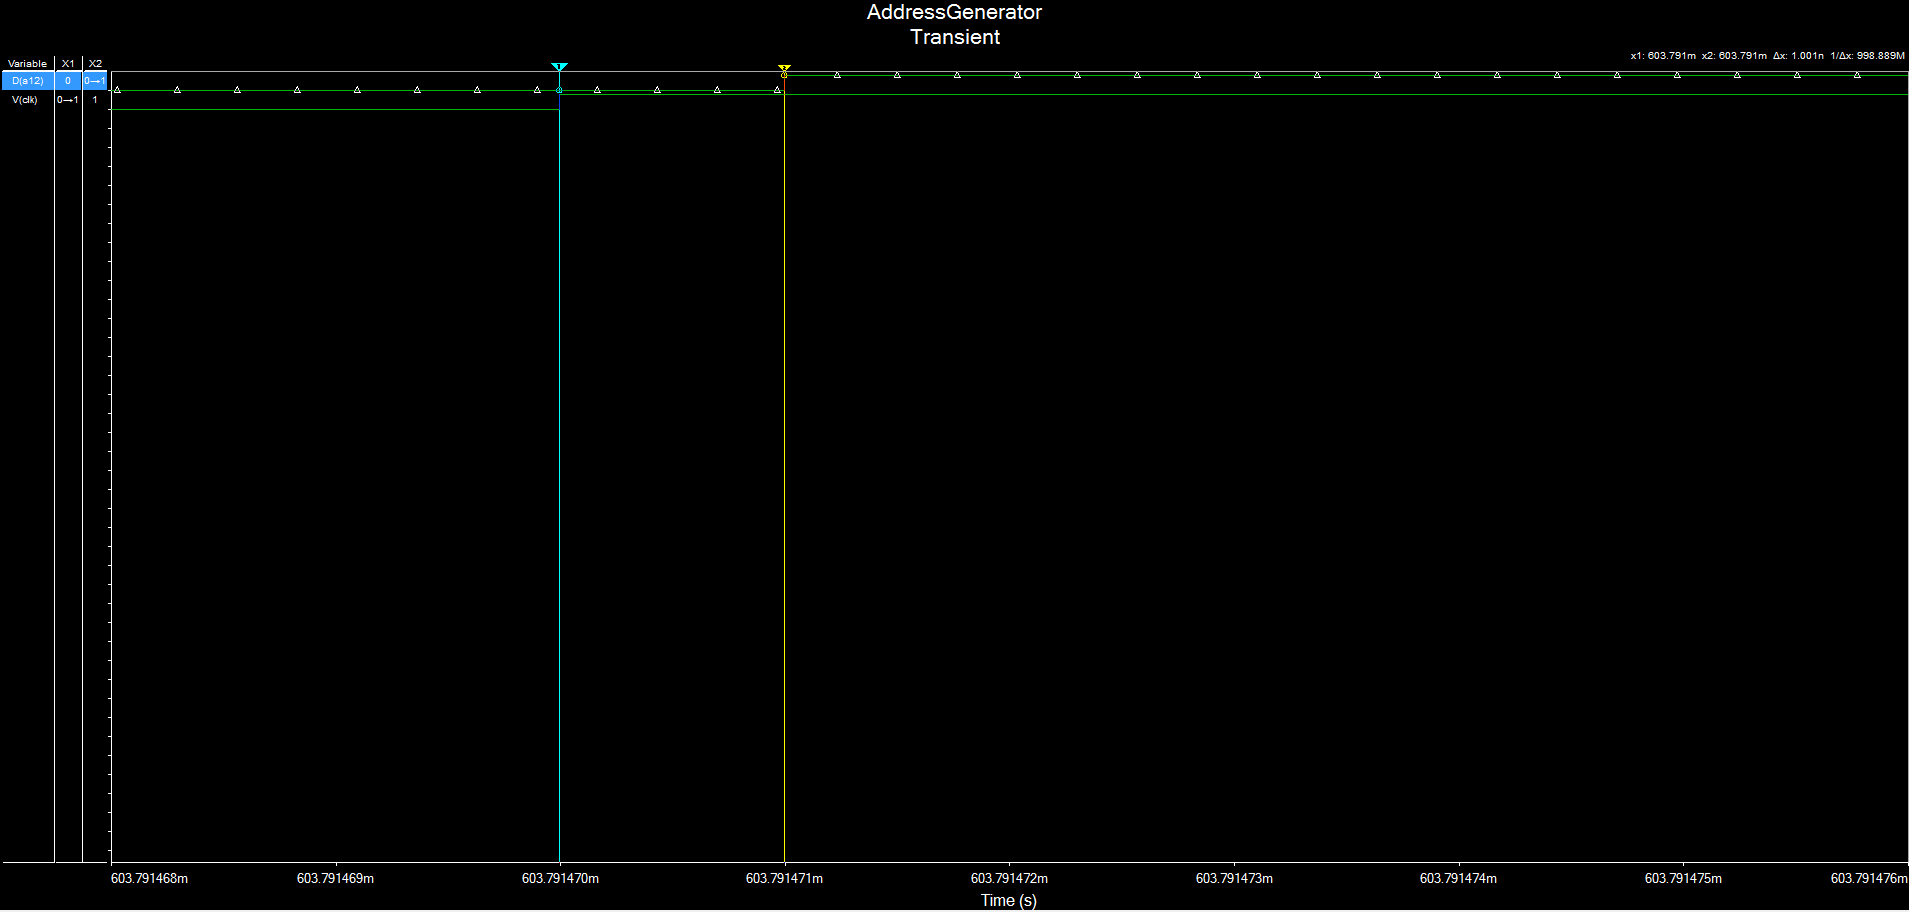 AddressGenerator
Transient
x1: 603.791m x2: 603.791m Δx: 1.001n 1/Δx: 998.889M
Variable X1 X2
D(a12) 0 0→1
V(clk) 0→1 1
603.791468m 603.791469m 603.791470m 603.791471m 603.791472m 603.791473m 603.791474m 603.791475m 603.791476m
Time (s)